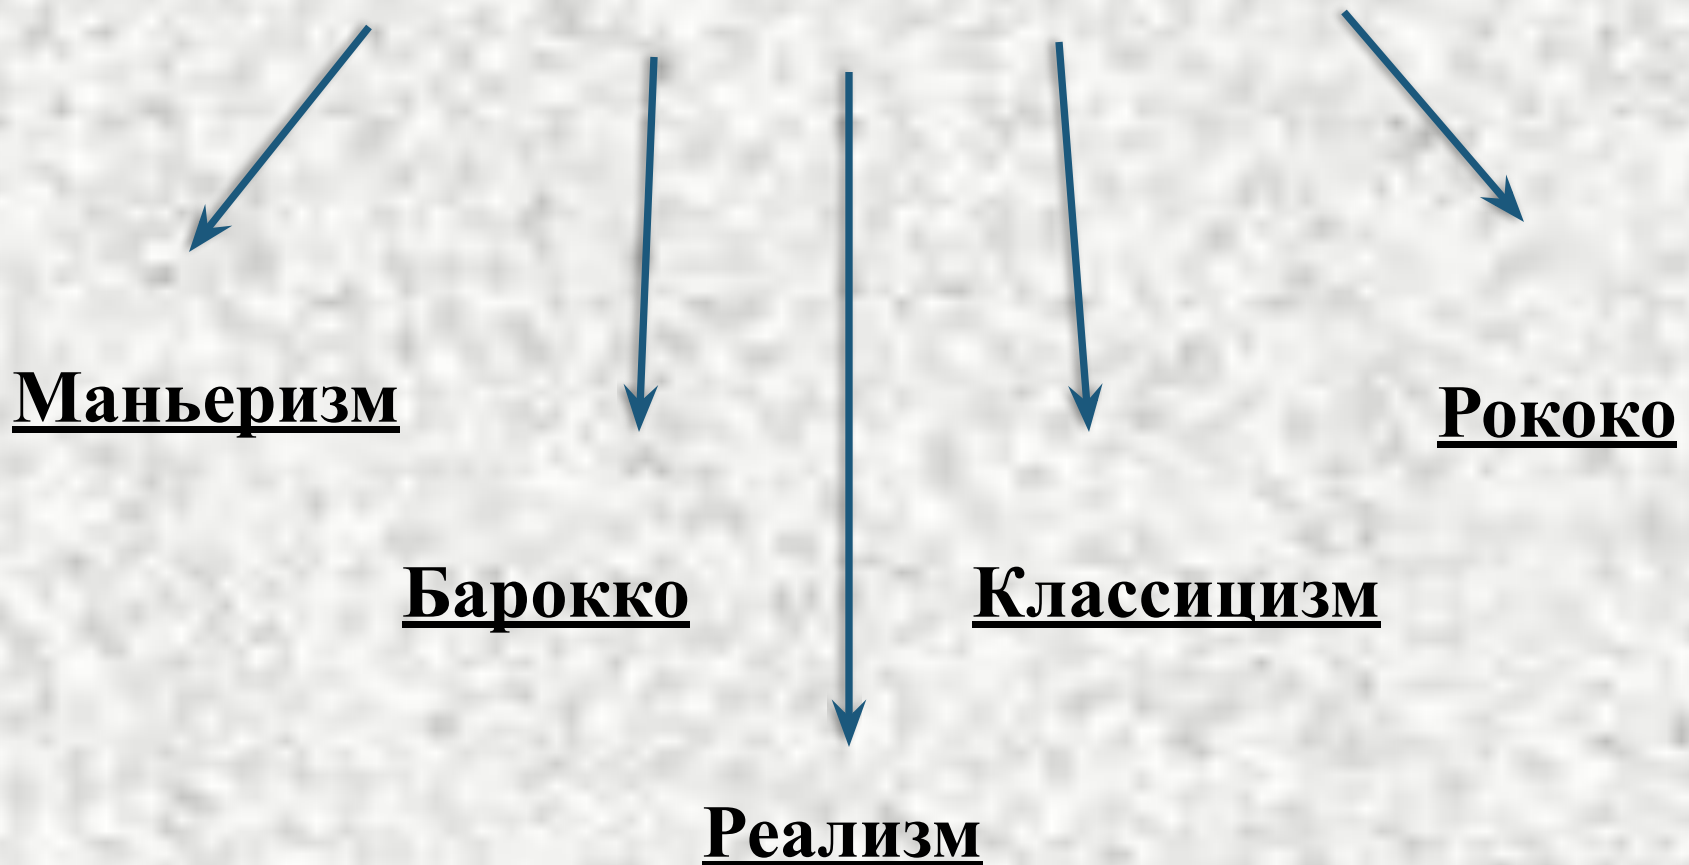 Маньеризм
Рококо
Барокко
Классицизм
Реализм